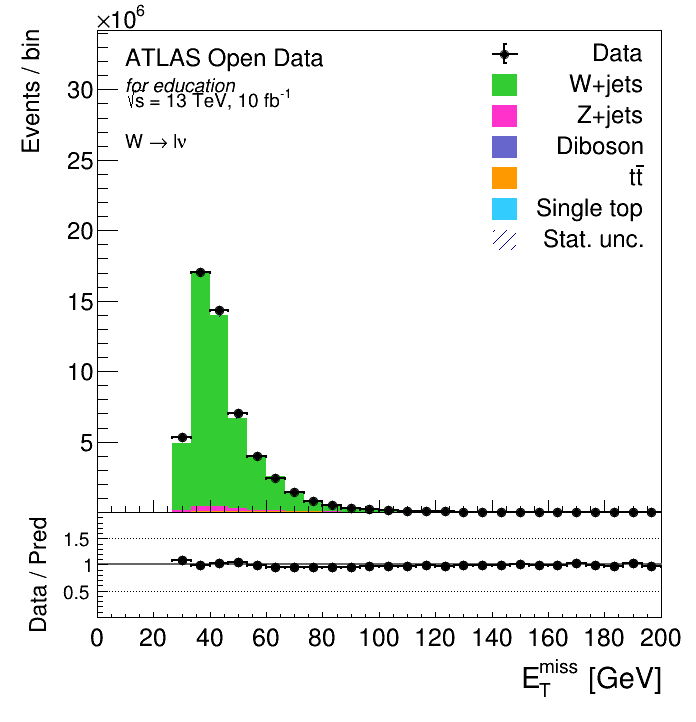 ×10⁶
Events / bin
ATLAS Open Data
for education
√s = 13 TeV, 10 fb⁻¹
W → lν
Data
W+jets
Z+jets
Diboson
tt̄
Single top
Stat. unc.
30
25
20
15
10
5
Data / Pred
1.5
1
0.5
0 20 40 60 80 100 120 140 160 180 200
E_T^miss [GeV]